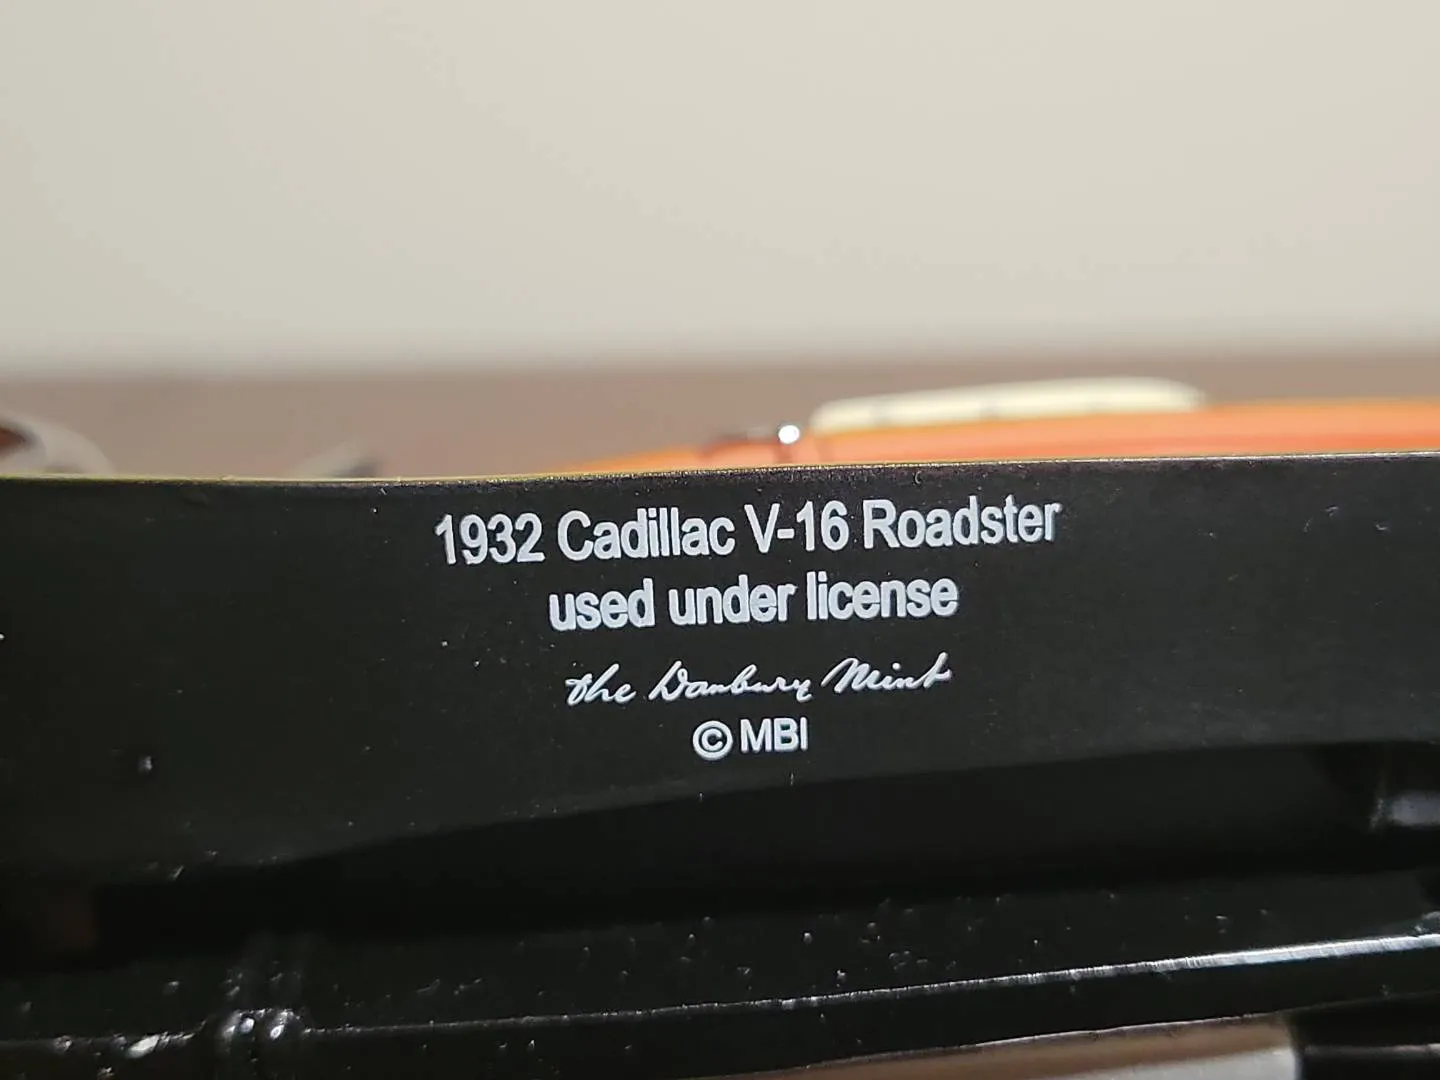 1932 Cadillac V-16 Roadster
used under license
the Danbury Mint
© MBI